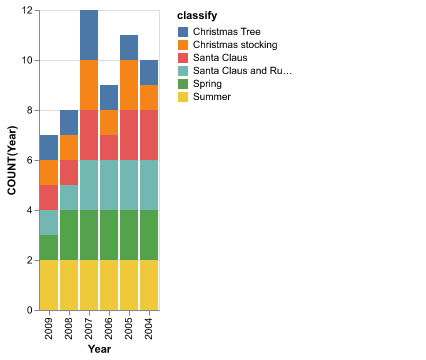 classify
Christmas Tree
Christmas stocking
Santa Claus
Santa Claus and Ru…
Spring
Summer
COUNT(Year)
12
10
8
6
4
2
0
2009
2008
2007
2006
2005
2004
Year